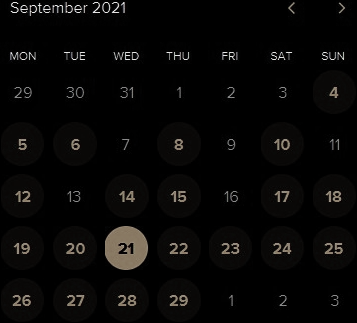 September 2021
MON TUE WED THU FRI SAT SUN
29 30 31 1 2 3 4
5 6 7 8 9 10 11
12 13 14 15 16 17 18
19 20 21 22 23 24 25
26 27 28 29 1 2 3